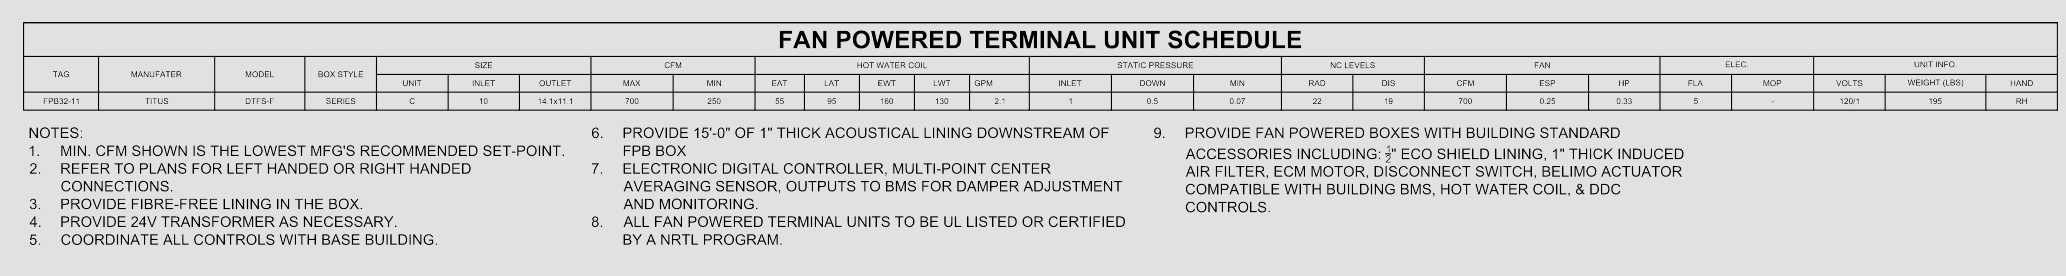 FAN POWERED TERMINAL UNIT SCHEDULE
TAG MANUFATER MODEL BOX STYLE SIZE CFM HOT WATER COIL STATIC PRESSURE NC LEVELS FAN ELEC. UNIT INFO.
UNIT INLET OUTLET MAX MIN EAT LAT EWT LWT GPM INLET DOWN MIN RAD DIS CFM ESP HP FLA MOP VOLTS WEIGHT (LBS) HAND
FPB32-11 TITUS DTFS-F SERIES C 10 14.1x11.1 700 250 55 95 160 130 2.1 1 0.5 0.07 22 19 700 0.25 0.33 5 - 120/1 195 RH
NOTES:
1. MIN. CFM SHOWN IS THE LOWEST MFG'S RECOMMENDED SET-POINT.
2. REFER TO PLANS FOR LEFT HANDED OR RIGHT HANDED
CONNECTIONS.
3. PROVIDE FIBRE-FREE LINING IN THE BOX.
4. PROVIDE 24V TRANSFORMER AS NECESSARY.
5. COORDINATE ALL CONTROLS WITH BASE BUILDING.
6. PROVIDE 15'-0" OF 1" THICK ACOUSTICAL LINING DOWNSTREAM OF
FPB BOX
7. ELECTRONIC DIGITAL CONTROLLER, MULTI-POINT CENTER
AVERAGING SENSOR, OUTPUTS TO BMS FOR DAMPER ADJUSTMENT
AND MONITORING.
8. ALL FAN POWERED TERMINAL UNITS TO BE UL LISTED OR CERTIFIED
BY A NRTL PROGRAM.
9. PROVIDE FAN POWERED BOXES WITH BUILDING STANDARD
ACCESSORIES INCLUDING: ½" ECO SHIELD LINING, 1" THICK INDUCED
AIR FILTER, ECM MOTOR, DISCONNECT SWITCH, BELIMO ACTUATOR
COMPATIBLE WITH BUILDING BMS, HOT WATER COIL, & DDC
CONTROLS.